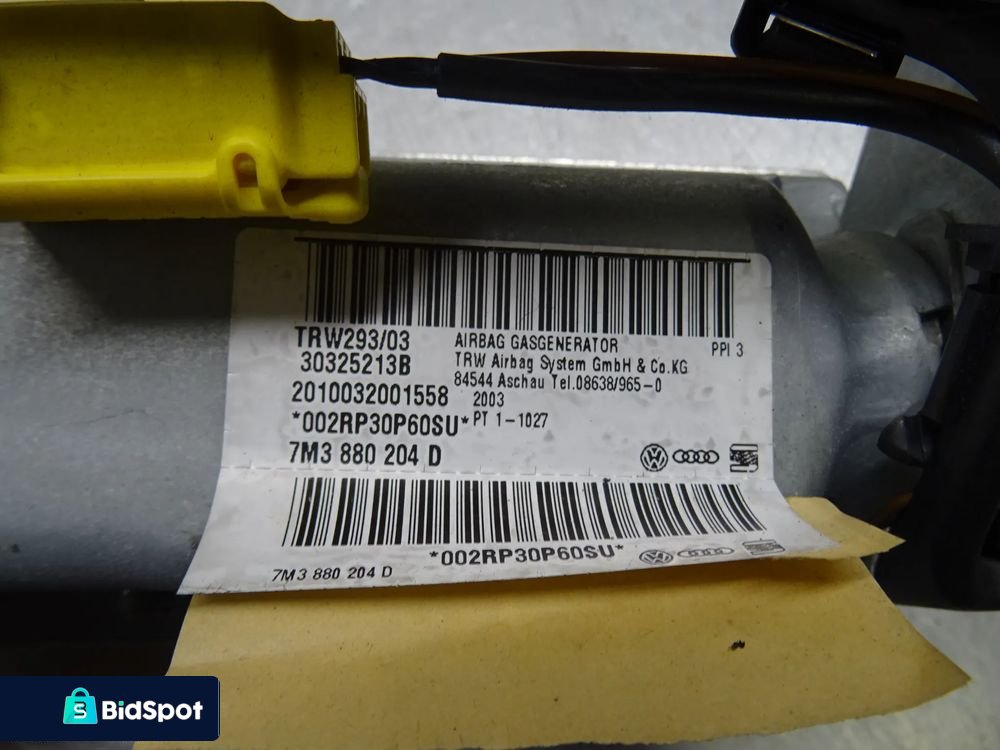 TRW293/03
30325213B
2010032001558
*002RP30P60SU*
7M3 880 204 D
AIRBAG GASGENERATOR
PPI 3
TRW Airbag System GmbH & Co.KG
84544 Aschau Tel.08638/965-0
2003
PT 1-1027
*002RP30P60SU*
7M3 880 204 D
BidSpot